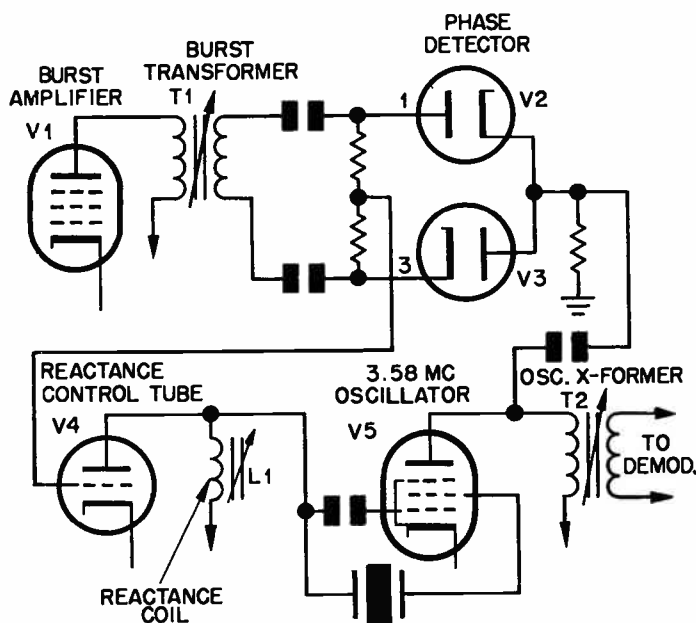 PHASE
DETECTOR
BURST
TRANSFORMER
T1
BURST
AMPLIFIER
V1
1
V2
3
V3
REACTANCE
CONTROL TUBE
V4
L1
REACTANCE
COIL
3.58 MC
OSCILLATOR
V5
OSC. X-FORMER
T2
TO
DEMOD.